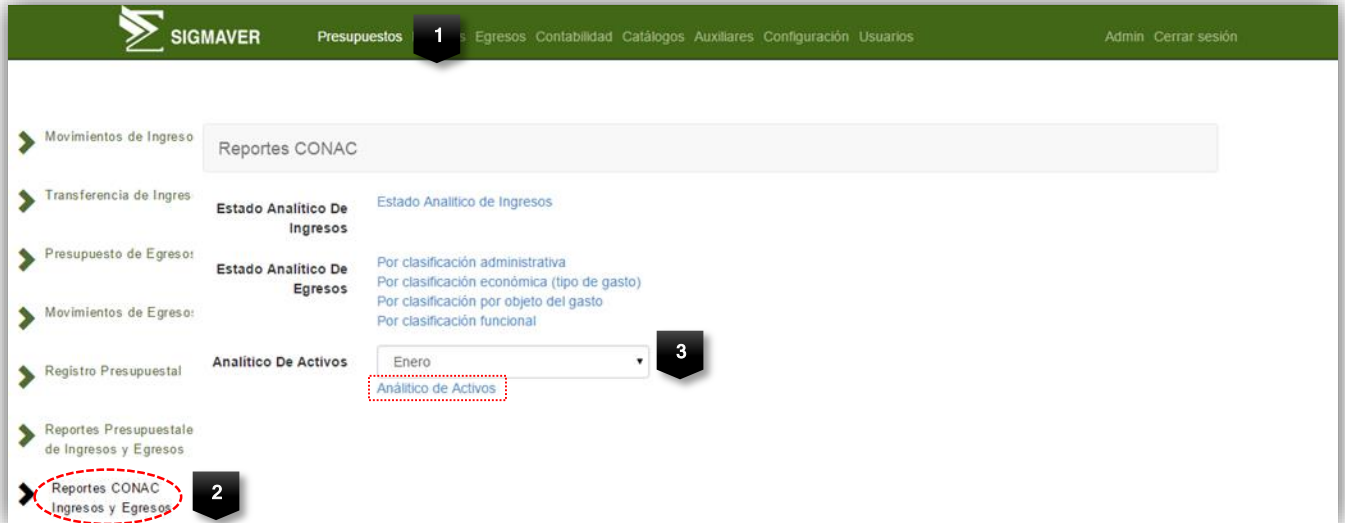 SIGMAVER
Presupuestos 1 s Egresos Contabilidad Catálogos Auxiliares Configuración Usuarios Admin Cerrar sesión
Movimientos de Ingreso
Transferencia de Ingres
Presupuesto de Egresos
Movimientos de Egresos
Registro Presupuestal
Reportes Presupuestale
de Ingresos y Egresos
Reportes CONAC
Ingresos y Egresos
2
Reportes CONAC
Estado Analítico De
Ingresos
Estado Analitico de Ingresos
Estado Analítico De
Egresos
Por clasificación administrativa
Por clasificación económica (tipo de gasto)
Por clasificación por objeto del gasto
Por clasificación funcional
Analítico De Activos
Enero
3
Análitico de Activos